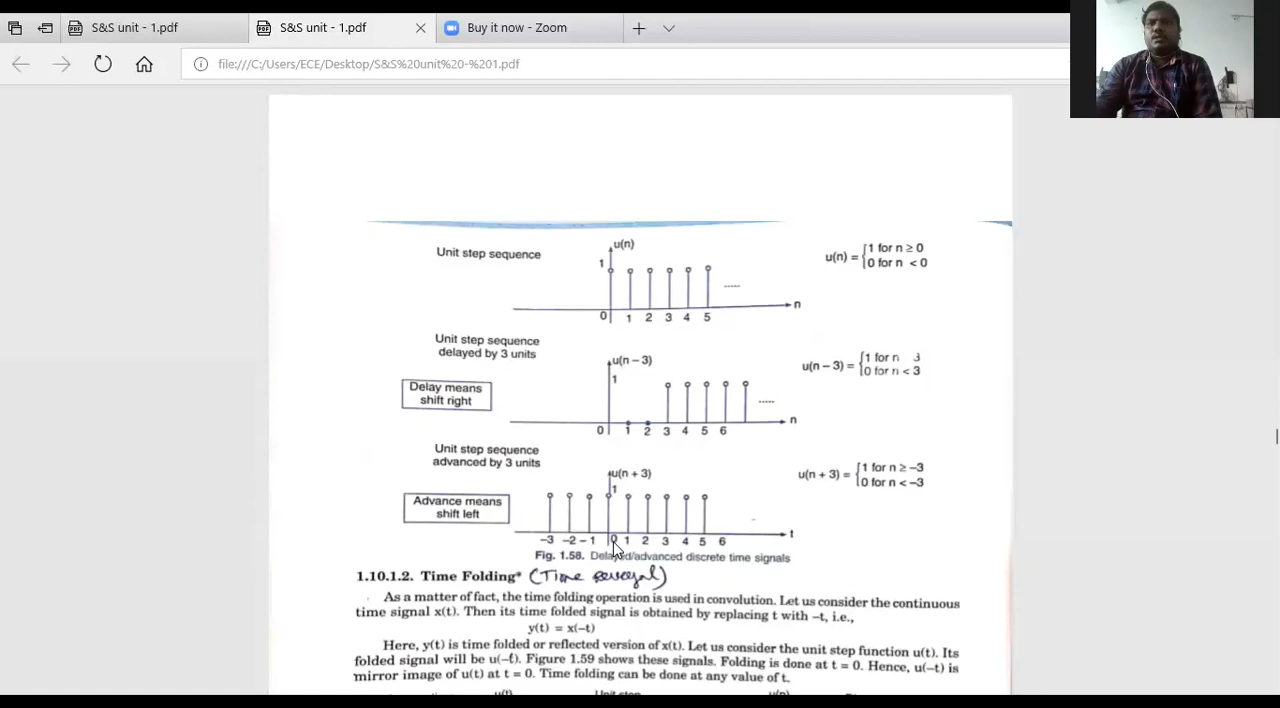 S&S unit - 1.pdf
S&S unit - 1.pdf
Buy it now - Zoom
file:///C:/Users/ECE/Desktop/S&S%20unit%20-%201.pdf
Unit step sequence
u(n)
1
0 1 2 3 4 5
.....
n
u(n) = {1 for n ≥ 0
0 for n < 0
Unit step sequence
delayed by 3 units
Delay means
shift right
u(n – 3)
1
0 1 2 3 4 5 6
.....
n
u(n – 3) = {1 for n 3
0 for n < 3
Unit step sequence
advanced by 3 units
Advance means
shift left
u(n + 3)
1
–3 –2 – 1 0 1 2 3 4 5 6
t
u(n + 3) = {1 for n ≥ –3
0 for n < –3
Fig. 1.58. Delayed/advanced discrete time signals
1.10.1.2. Time Folding* (Time reversal)
As a matter of fact, the time folding operation is used in convolution. Let us consider the continuous
time signal x(t). Then its time folded signal is obtained by replacing t with –t, i.e.,
y(t) = x(–t)
Here, y(t) is time folded or reflected version of x(t). Let us consider the unit step function u(t). Its
folded signal will be u(–t). Figure 1.59 shows these signals. Folding is done at t = 0. Hence, u(–t) is
mirror image of u(t) at t = 0. Time folding can be done at any value of t.